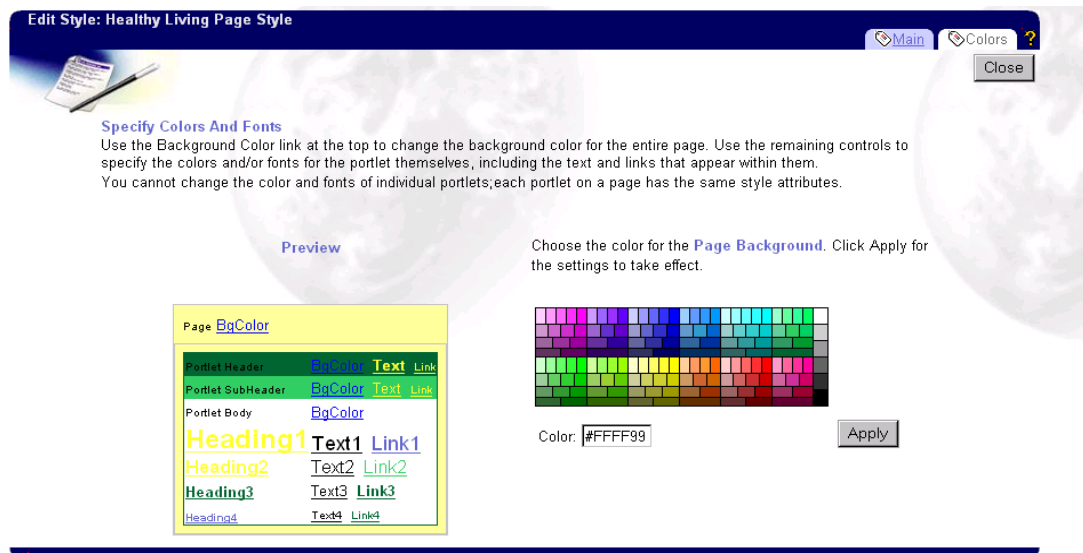 Edit Style: Healthy Living Page Style
Main Colors ?
Close
Specify Colors And Fonts
Use the Background Color link at the top to change the background color for the entire page. Use the remaining controls to
specify the colors and/or fonts for the portlet themselves, including the text and links that appear within them.
You cannot change the color and fonts of individual portlets;each portlet on a page has the same style attributes.
Preview
Choose the color for the Page Background. Click Apply for
the settings to take effect.
Page BgColor
Portlet Header BgColor Text Link
Portlet SubHeader BgColor Text Link
Portlet Body BgColor
Heading1 Text1 Link1
Heading2 Text2 Link2
Heading3 Text3 Link3
Heading4 Text4 Link4
Color: #FFFF99
Apply